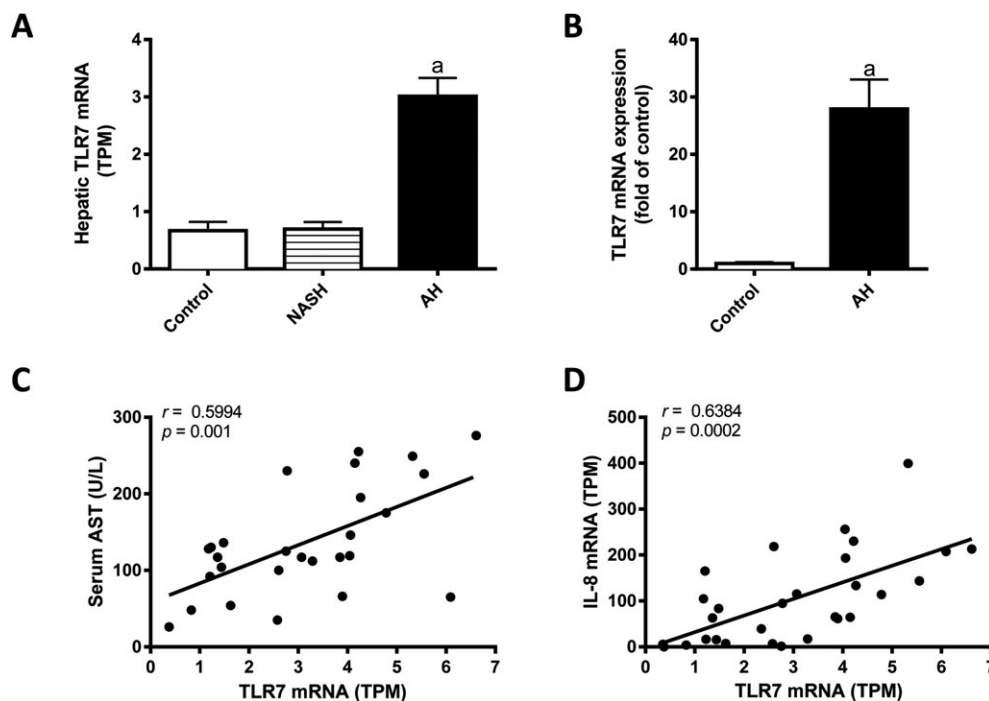 A
Hepatic TLR7 mRNA
(TPM)
4
3
2
1
0
a
Control
NASH
AH
B
TLR7 mRNA expression
(fold of control)
40
30
20
10
0
a
Control
AH
C
r = 0.5994
p = 0.001
Serum AST (U/L)
300
200
100
0
0 1 2 3 4 5 6 7
TLR7 mRNA (TPM)
D
r = 0.6384
p = 0.0002
IL-8 mRNA (TPM)
500
400
300
200
100
0
0 1 2 3 4 5 6 7
TLR7 mRNA (TPM)